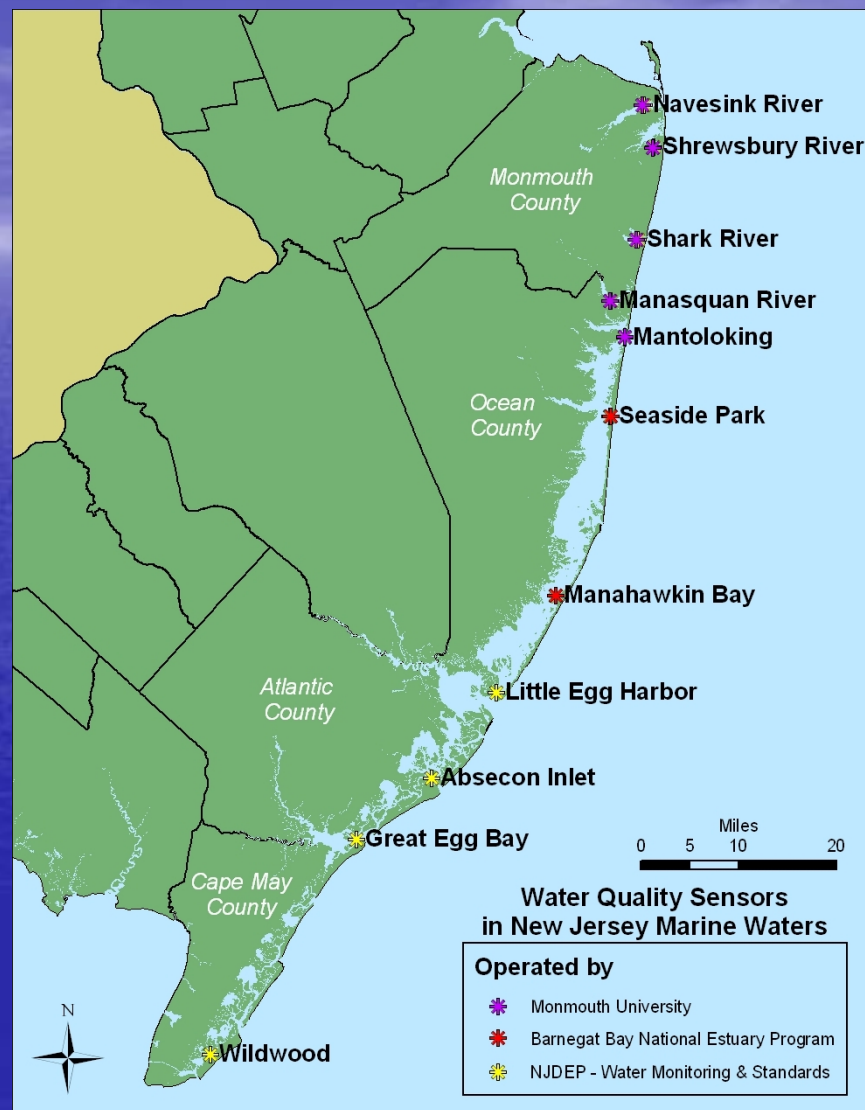 Navesink River
Shrewsbury River
Monmouth
County
Shark River
Manasquan River
Mantoloking
Ocean
County
Seaside Park
Manahawkin Bay
Atlantic
County
Little Egg Harbor
Absecon Inlet
Great Egg Bay
Cape May
County
Wildwood
N
Miles
0 5 10 20
Water Quality Sensors
in New Jersey Marine Waters
Operated by
Monmouth University
Barnegat Bay National Estuary Program
NJDEP - Water Monitoring & Standards